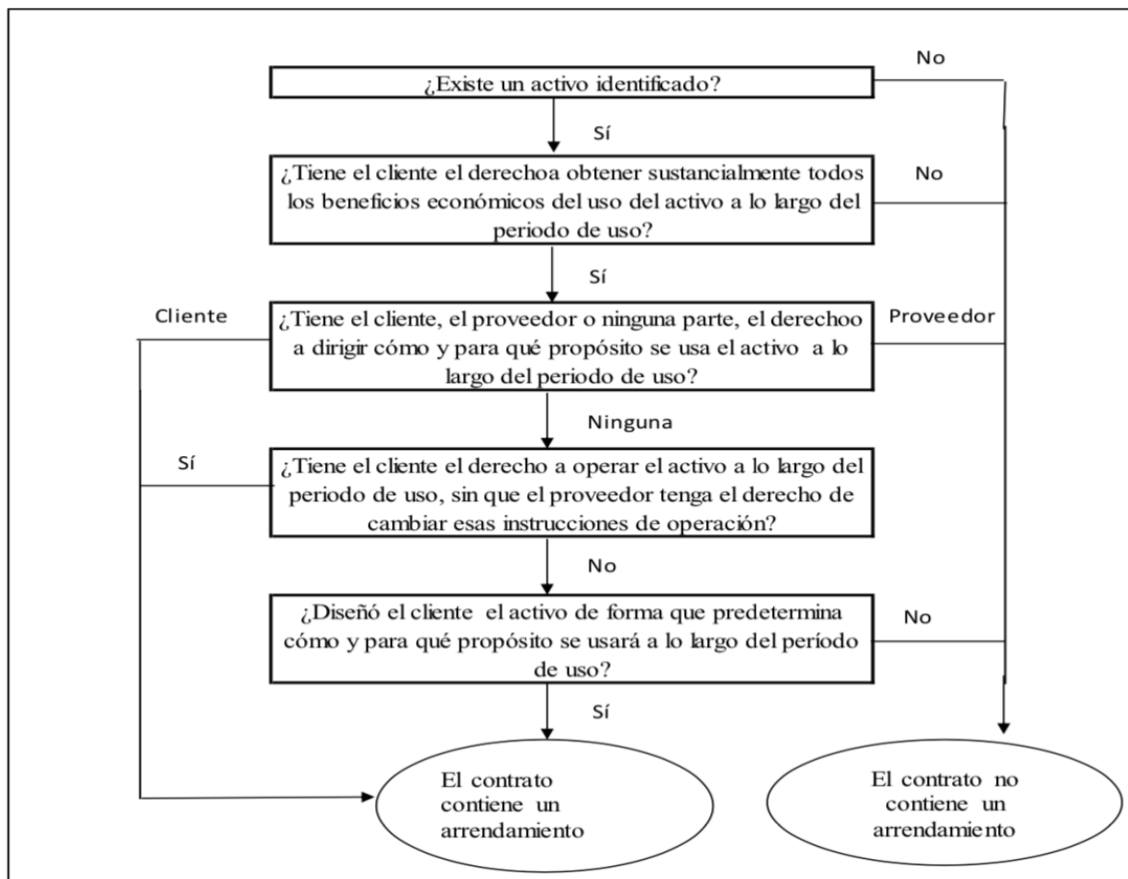 No
¿Existe un activo identificado?
Sí
¿Tiene el cliente el derechoa obtener sustancialmente todos
los beneficios económicos del uso del activo a lo largo del
periodo de uso?
No
Sí
Cliente
¿Tiene el cliente, el proveedor o ninguna parte, el derechoo
a dirigir cómo y para qué propósito se usa el activo a lo
largo del periodo de uso?
Proveedor
Ninguna
Sí
¿Tiene el cliente el derecho a operar el activo a lo largo del
periodo de uso, sin que el proveedor tenga el derecho de
cambiar esas instrucciones de operación?
No
¿Diseñó el cliente el activo de forma que predetermina
cómo y para qué propósito se usará a lo largo del período
de uso?
No
Sí
El contrato
contiene un
arrendamiento
El contrato no
contiene un
arrendamiento